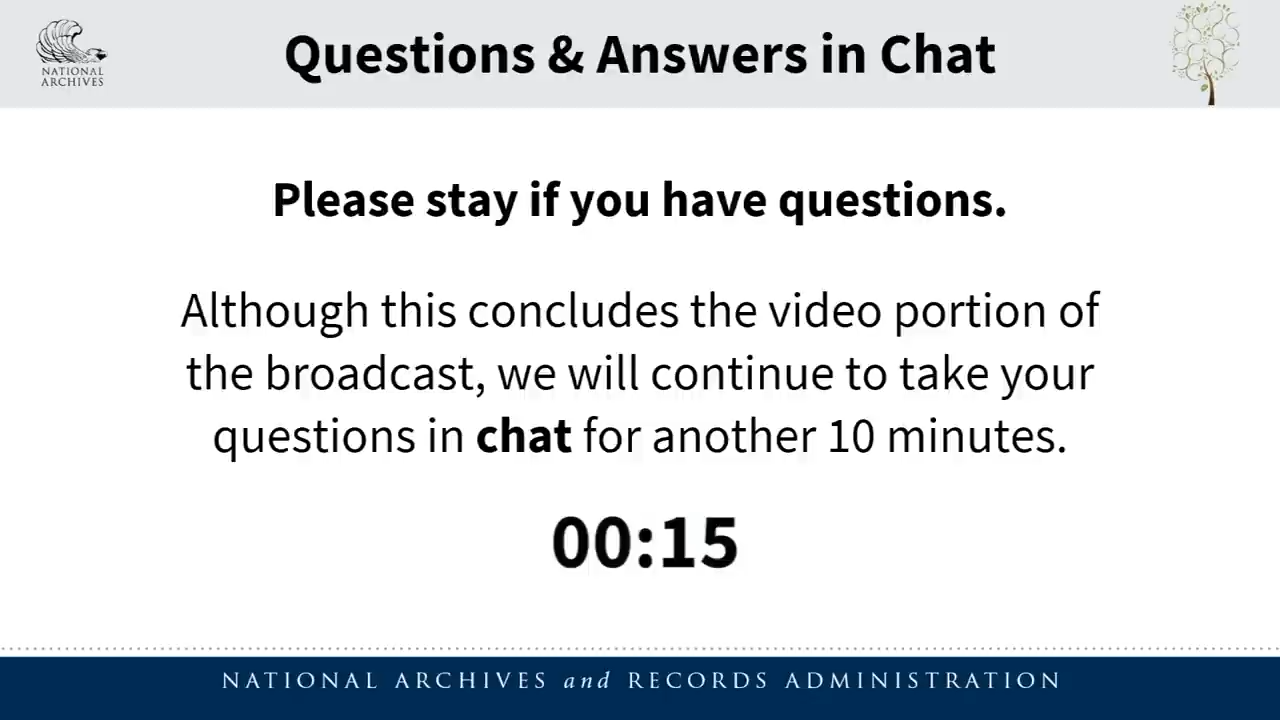 NATIONAL
ARCHIVES
Questions & Answers in Chat
Please stay if you have questions.
Although this concludes the video portion of
the broadcast, we will continue to take your
questions in chat for another 10 minutes.
00:15
NATIONAL ARCHIVES and RECORDS ADMINISTRATION